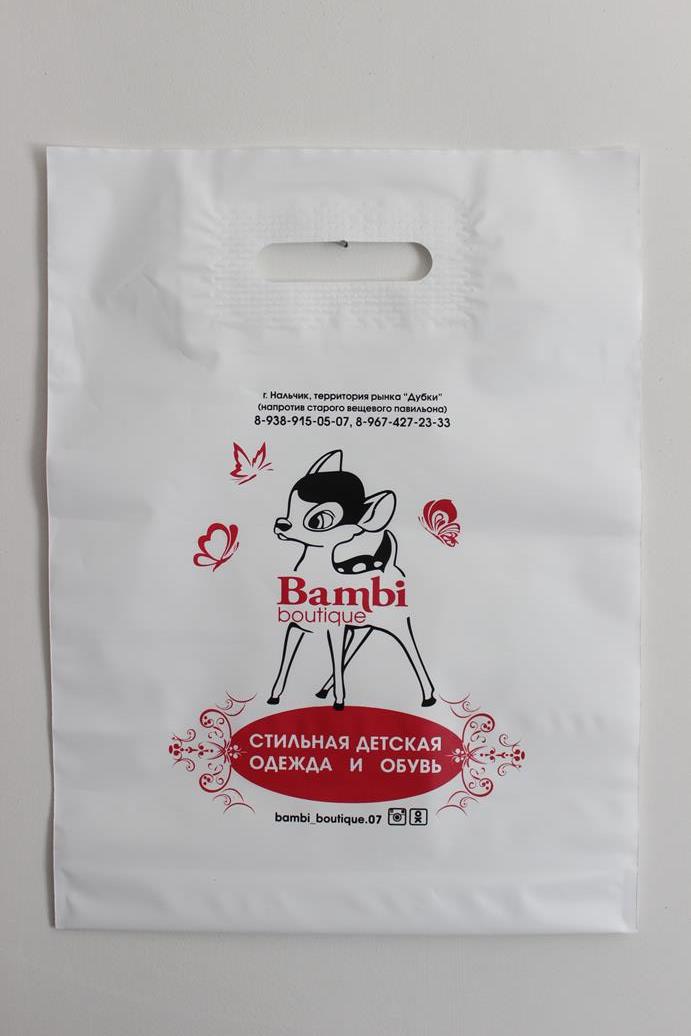 г. Нальчик, территория рынка "Дубки"
(напротив старого вещевого павильона)
8-938-915-05-07, 8-967-427-23-33
Bambi
boutique
СТИЛЬНАЯ ДЕТСКАЯ
ОДЕЖДА И ОБУВЬ
bambi_boutique.07